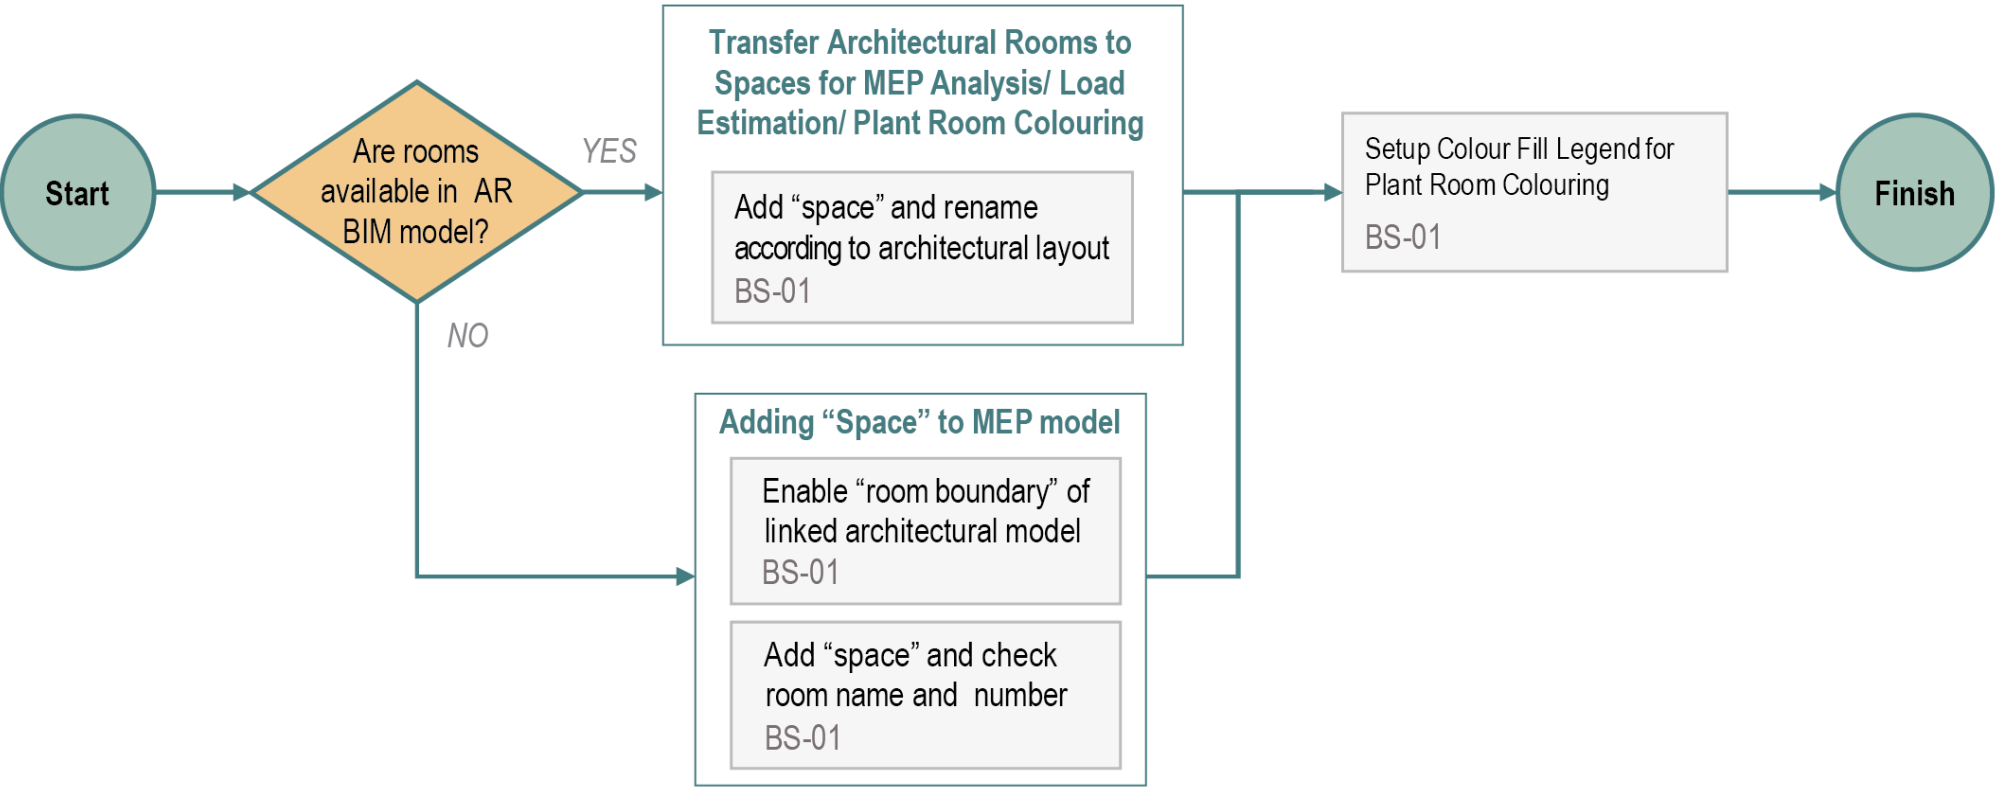 Start
Are rooms
available in AR
BIM model?
YES
NO
Transfer Architectural Rooms to
Spaces for MEP Analysis/ Load
Estimation/ Plant Room Colouring
Add “space” and rename
according to architectural layout
BS-01
Adding “Space” to MEP model
Enable “room boundary” of
linked architectural model
BS-01
Add “space” and check
room name and number
BS-01
Setup Colour Fill Legend for
Plant Room Colouring
BS-01
Finish